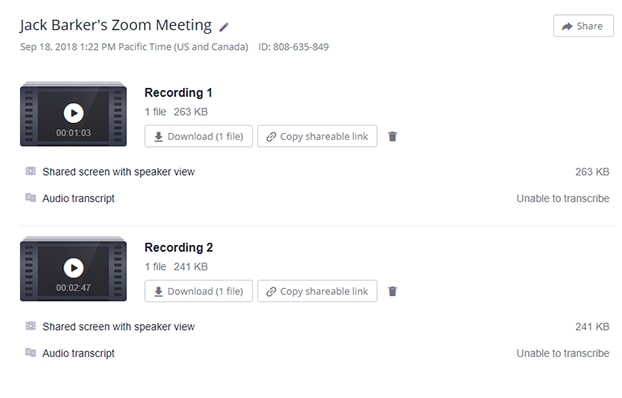 Jack Barker's Zoom Meeting
Share
Sep 18, 2018 1:22 PM Pacific Time (US and Canada) ID: 808-635-849
Recording 1
1 file 263 KB
00:01:03
Download (1 file) Copy shareable link
Shared screen with speaker view 263 KB
Audio transcript Unable to transcribe
Recording 2
1 file 241 KB
00:02:47
Download (1 file) Copy shareable link
Shared screen with speaker view 241 KB
Audio transcript Unable to transcribe